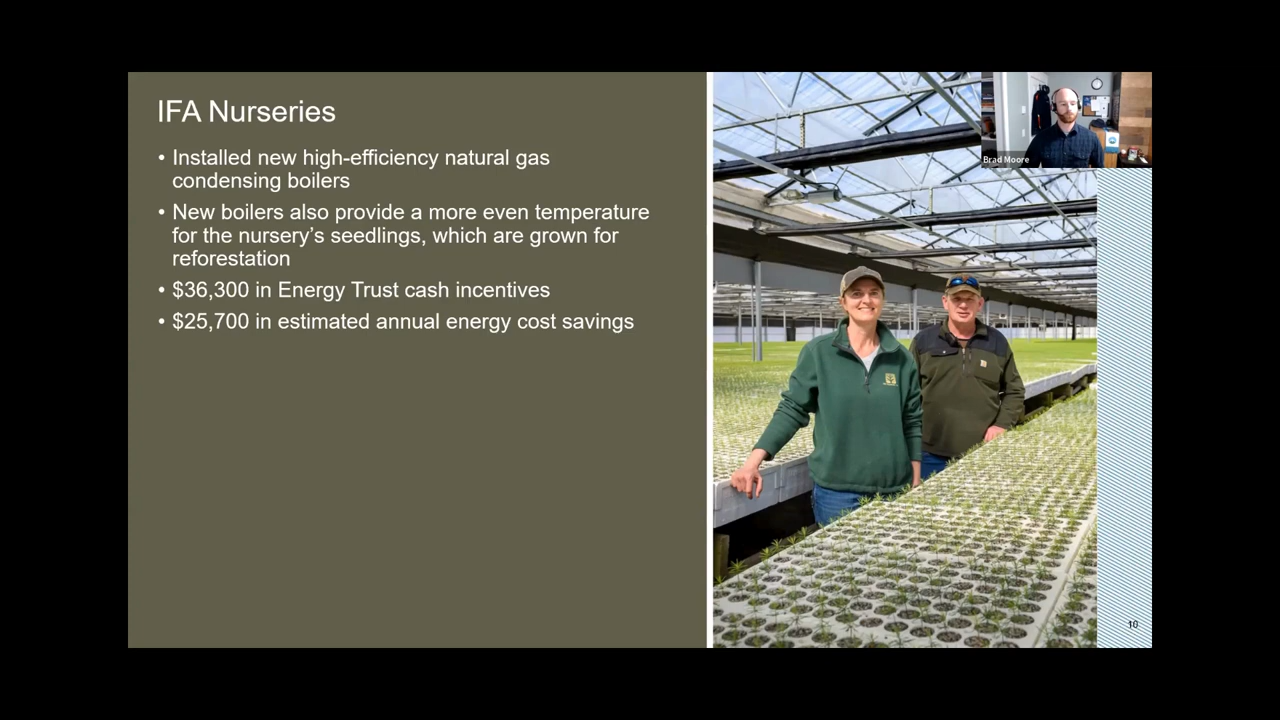 IFA Nurseries
• Installed new high-efficiency natural gas
condensing boilers
• New boilers also provide a more even temperature
for the nursery’s seedlings, which are grown for
reforestation
• $36,300 in Energy Trust cash incentives
• $25,700 in estimated annual energy cost savings
Brad Moore
10